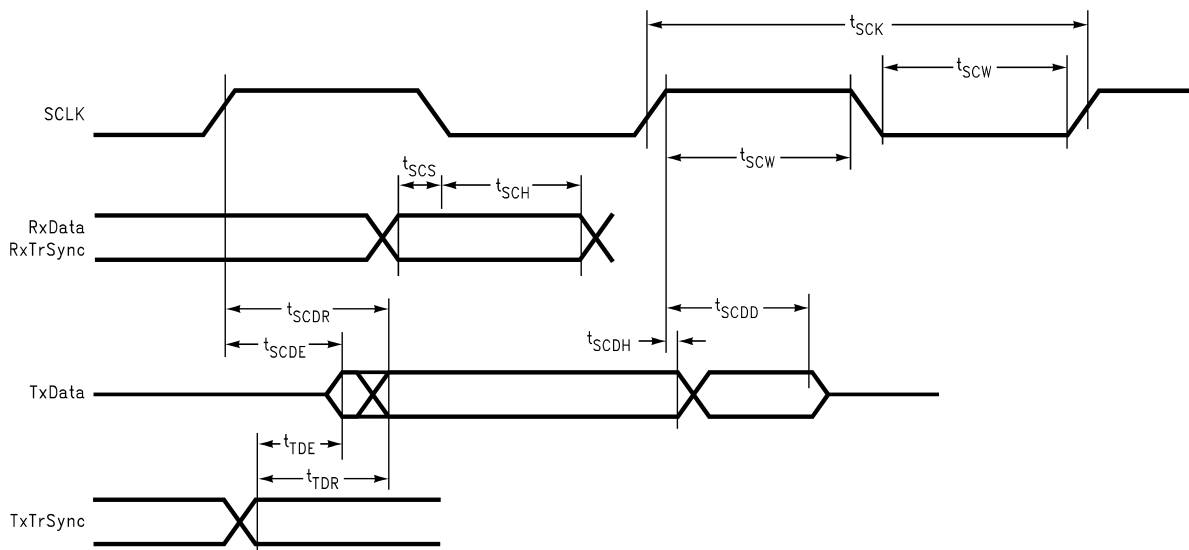 tSCK
tSCW
SCLK
tSCW
tSCS
tSCH
RxData
RxTrSync
tSCDR
tSCDD
tSCDE
tSCDH
TxData
tTDE
tTDR
TxTrSync